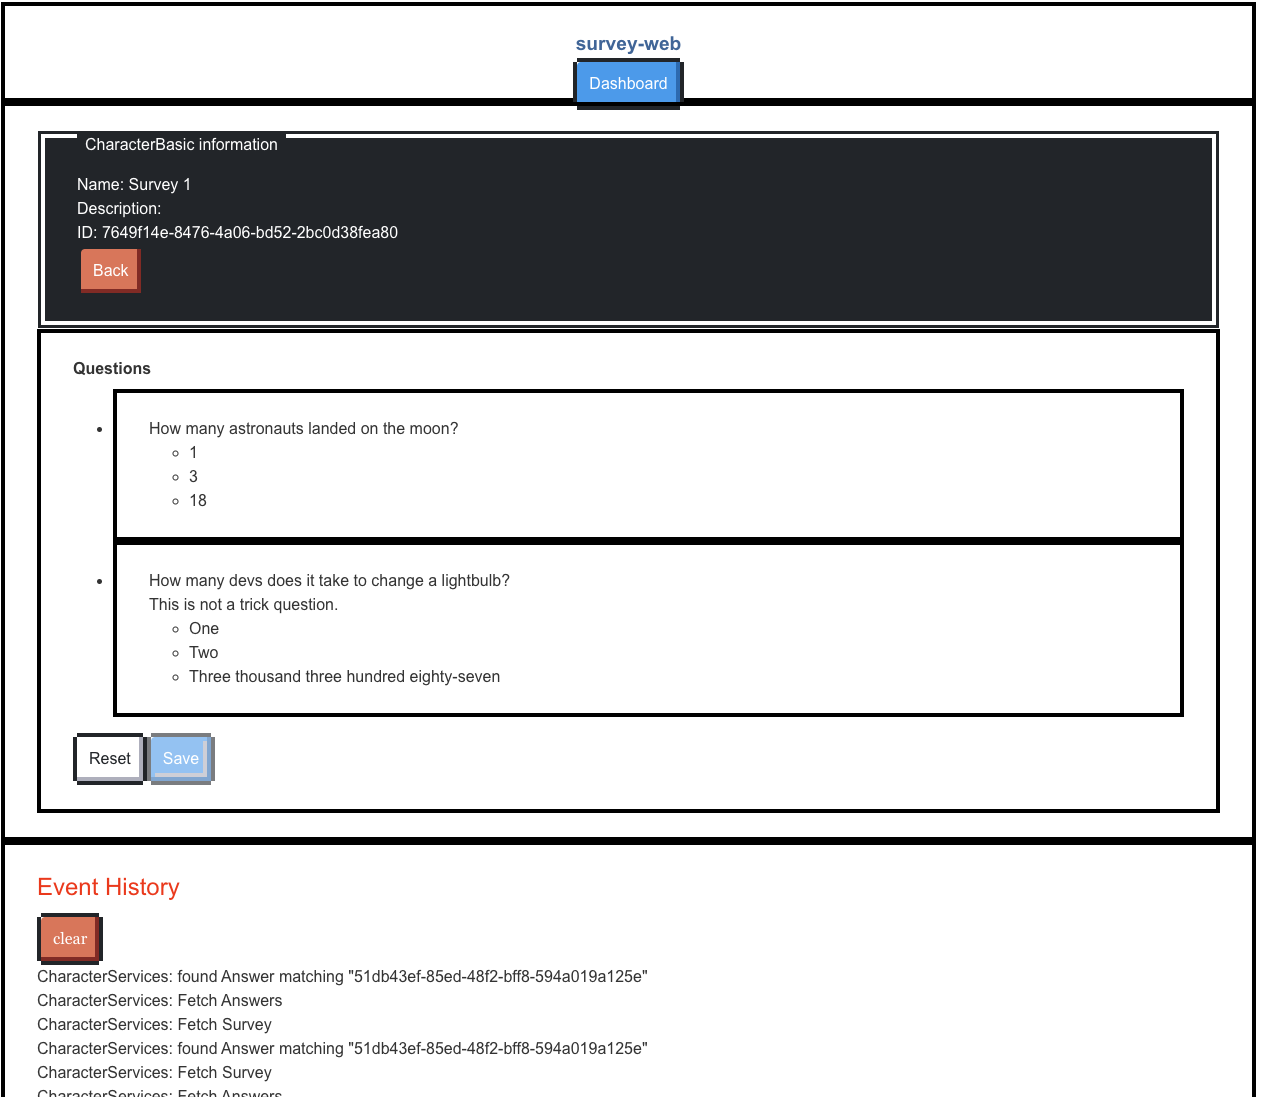 survey-web
Dashboard
CharacterBasic information
Name: Survey 1
Description:
ID: 7649f14e-8476-4a06-bd52-2bc0d38fea80
Back
Questions
How many astronauts landed on the moon?
1
3
18
How many devs does it take to change a lightbulb?
This is not a trick question.
One
Two
Three thousand three hundred eighty-seven
Reset Save
Event History
clear
CharacterServices: found Answer matching "51db43ef-85ed-48f2-bff8-594a019a125e"
CharacterServices: Fetch Answers
CharacterServices: Fetch Survey
CharacterServices: found Answer matching "51db43ef-85ed-48f2-bff8-594a019a125e"
CharacterServices: Fetch Survey
CharacterServices: Fetch Answers